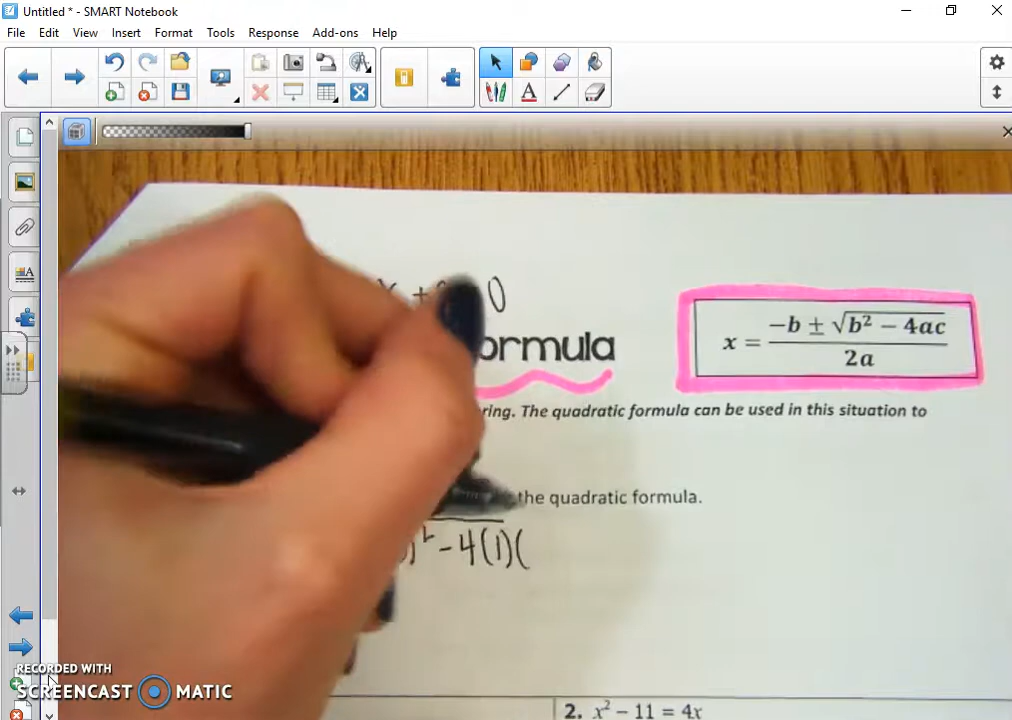 Untitled * - SMART Notebook
File Edit View Insert Format Tools Response Add-ons Help
0
ormula
x = −b ± √b² − 4ac / 2a
ring. The quadratic formula can be used in this situation to
the quadratic formula.
)² − 4(1)(
RECORDED WITH
SCREENCAST MATIC
2. x² − 11 = 4x